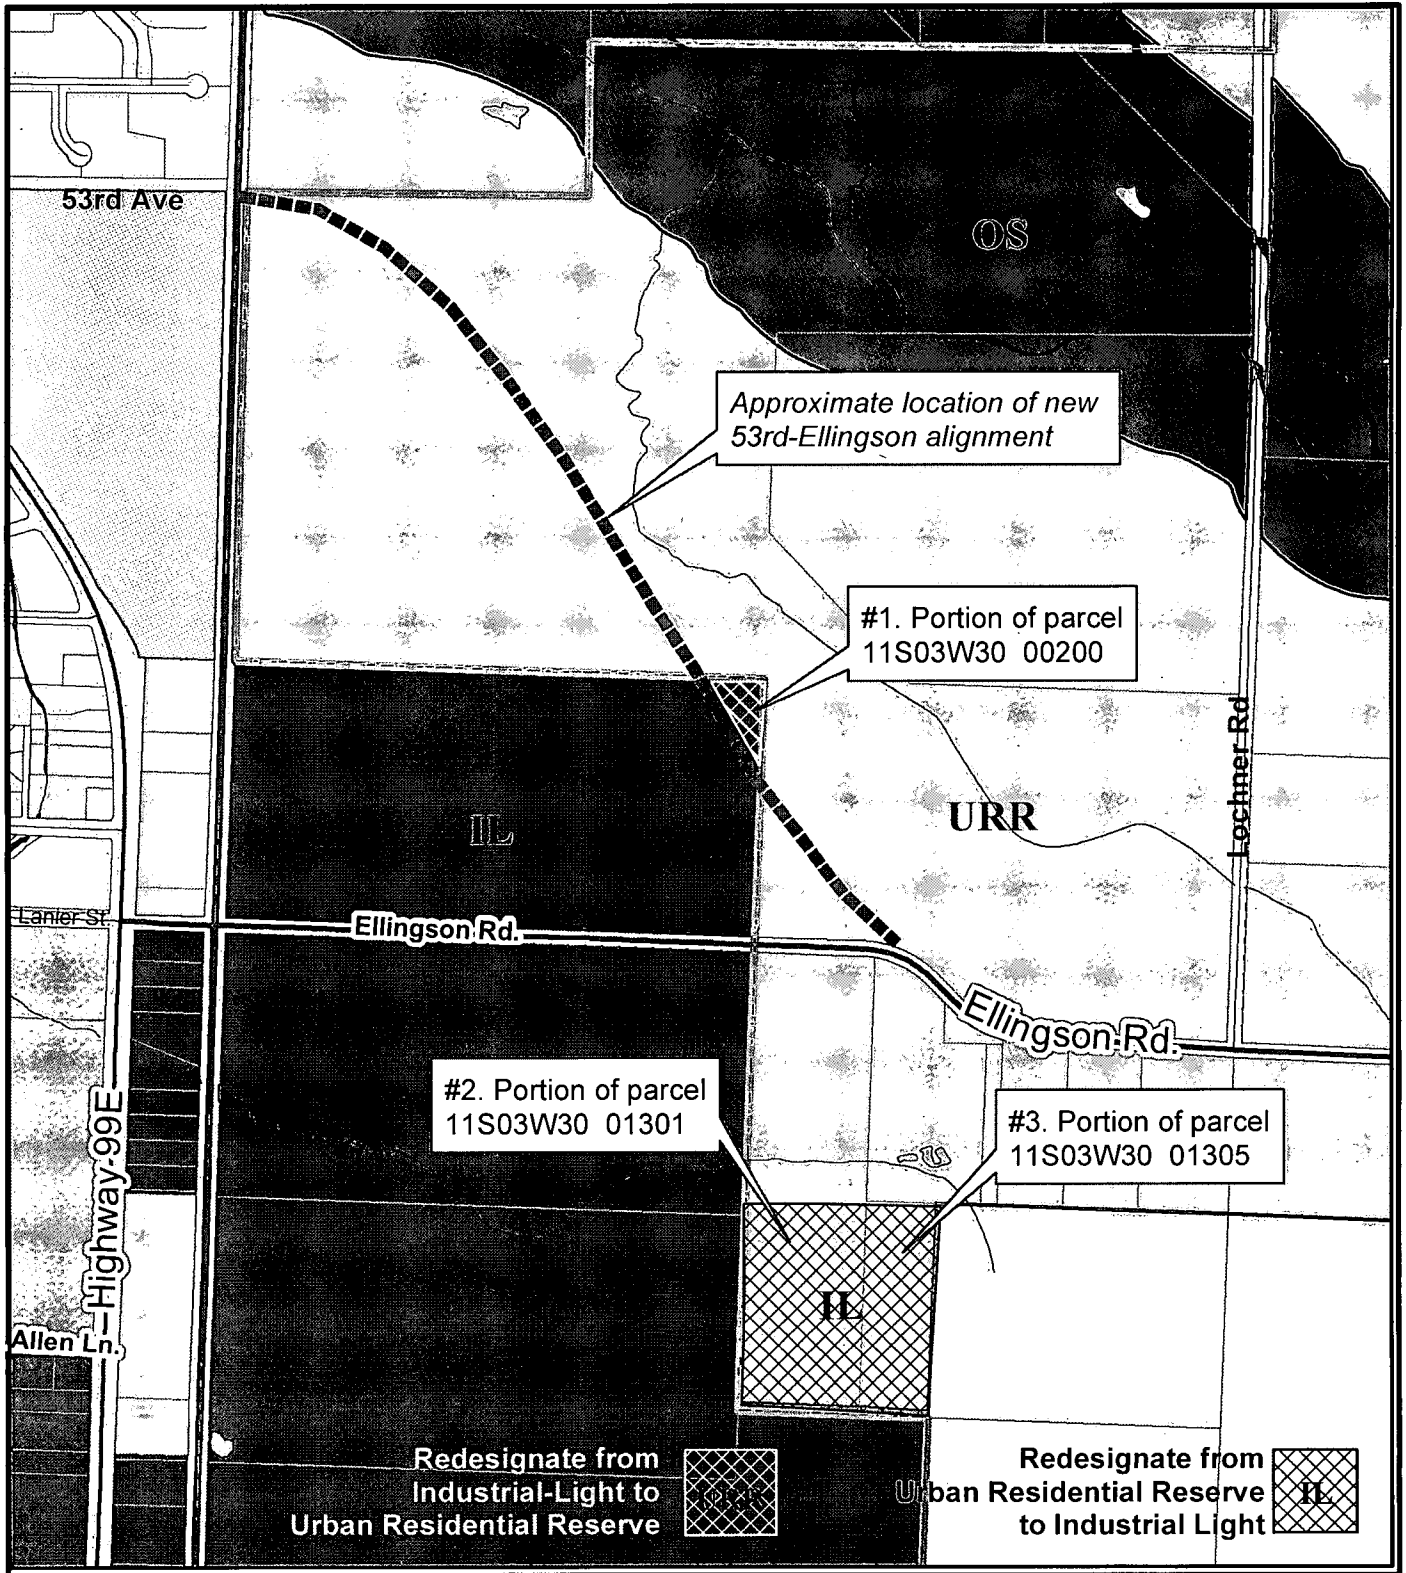 53rd Ave
OS
Approximate location of new
53rd-Ellingson alignment
#1. Portion of parcel
11S03W30 00200
Lochner Rd
IL
URR
Lanier St.
Ellingson Rd.
Ellingson Rd.
#2. Portion of parcel
11S03W30 01301
#3. Portion of parcel
11S03W30 01305
Highway 99E
IL
Allen Ln.
Redesignate from
Industrial-Light to
Urban Residential Reserve
Redesignate from
Urban Residential Reserve
to Industrial Light
IL